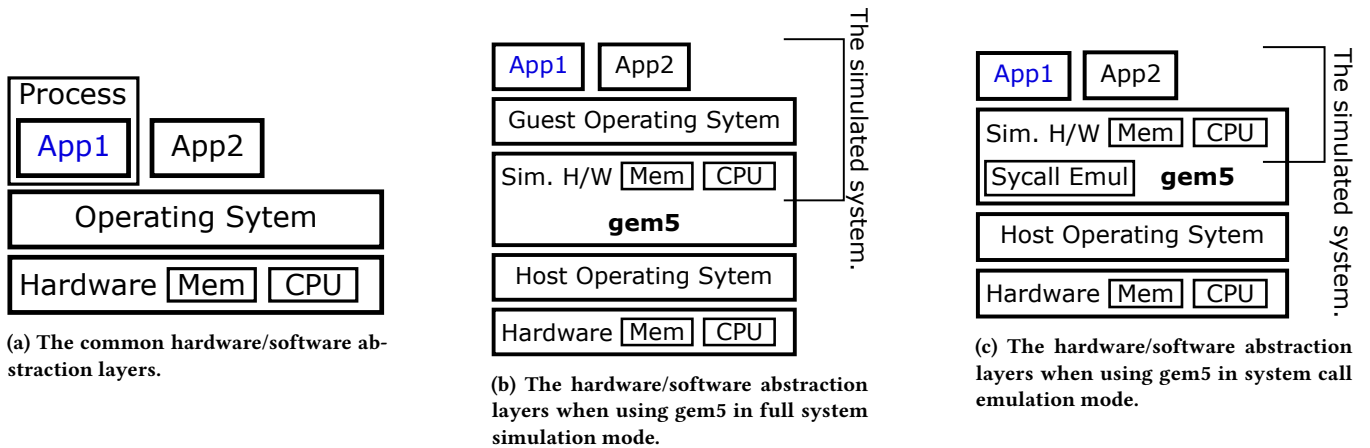 Process
App1
App2
Operating Sytem
Hardware Mem CPU
(a) The common hardware/software ab-
straction layers.
App1
App2
Guest Operating Sytem
Sim. H/W Mem CPU
gem5
Host Operating Sytem
Hardware Mem CPU
The simulated system.
(b) The hardware/software abstraction
layers when using gem5 in full system
simulation mode.
App1
App2
Sim. H/W Mem CPU
Sycall Emul gem5
Host Operating Sytem
Hardware Mem CPU
The simulated system.
(c) The hardware/software abstraction
layers when using gem5 in system call
emulation mode.